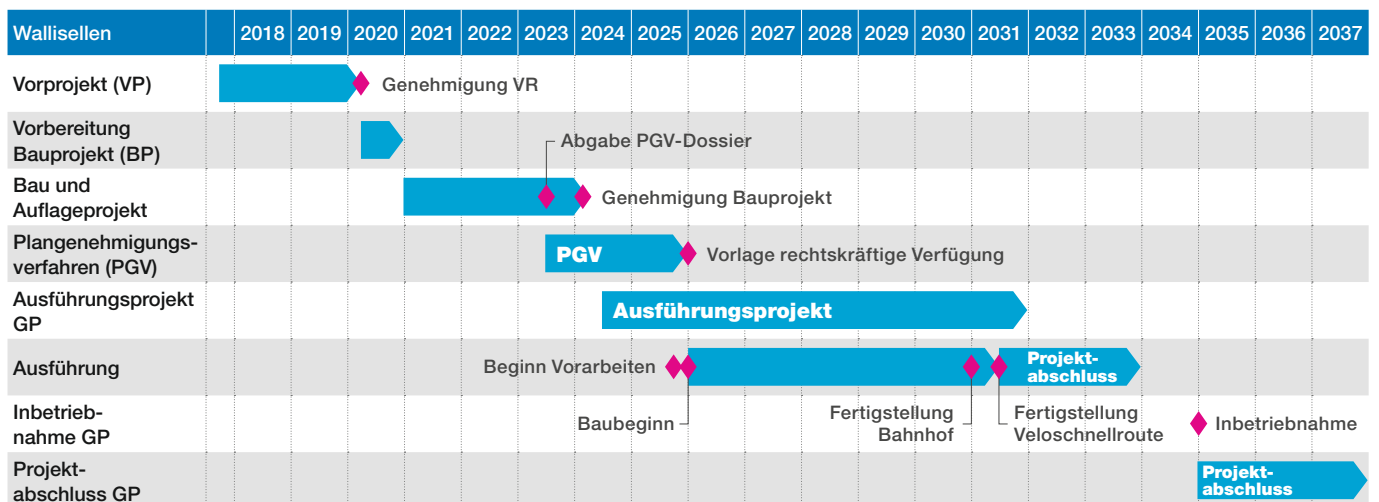 Wallisellen 2018 2019 2020 2021 2022 2023 2024 2025 2026 2027 2028 2029 2030 2031 2032 2033 2034 2035 2036 2037
Vorprojekt (VP)
Genehmigung VR
Vorbereitung
Bauprojekt (BP)
Abgabe PGV-Dossier
Bau und
Auflageprojekt
Genehmigung Bauprojekt
Plangenehmigungs-
verfahren (PGV)
PGV
Vorlage rechtskräftige Verfügung
Ausführungsprojekt
GP
Ausführungsprojekt
Ausführung
Beginn Vorarbeiten
Projekt-
abschluss
Inbetrieb-
nahme GP
Baubeginn
Fertigstellung
Bahnhof
Fertigstellung
Veloschnellroute
Inbetriebnahme
Projekt-
abschluss GP
Projekt-
abschluss